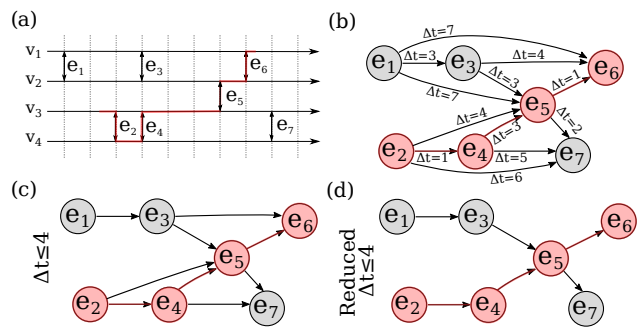 (a)
v1
v2
v3
v4
e1
e3
e6
e5
e2
e4
e7
(b)
Δt=7
Δt=3
Δt=4
Δt=3
Δt=7
Δt=1
Δt=4
Δt=3
Δt=2
Δt=1
Δt=5
Δt=6
e1
e3
e6
e5
e2
e4
e7
(c)
Δt≤4
e1
e3
e6
e5
e2
e4
e7
(d)
Reduced
Δt≤4
e1
e3
e6
e5
e2
e4
e7